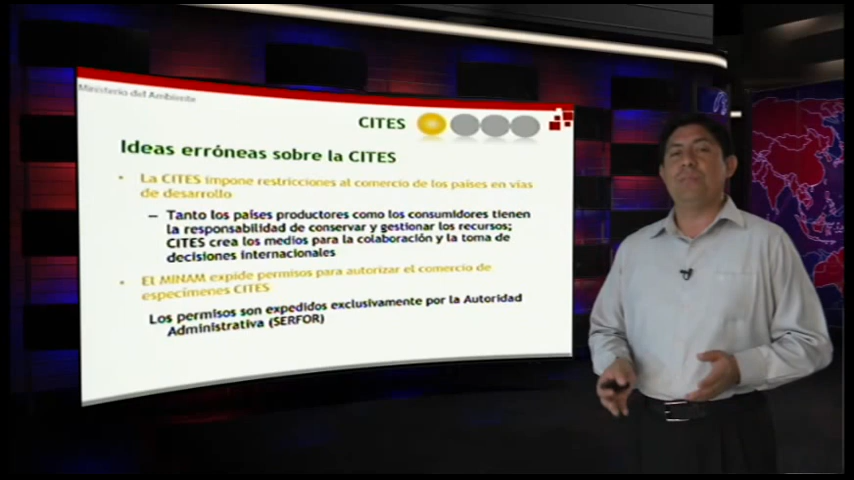 Ministerio del Ambiente
CITES
Ideas erróneas sobre la CITES
• La CITES impone restricciones al comercio de los países en vías
de desarrollo
– Tanto los países productores como los consumidores tienen
la responsabilidad de conservar y gestionar los recursos;
CITES crea los medios para la colaboración y la toma de
decisiones internacionales
• El MINAM expide permisos para autorizar el comercio de
especímenes CITES
Los permisos son expedidos exclusivamente por la Autoridad
Administrativa (SERFOR)